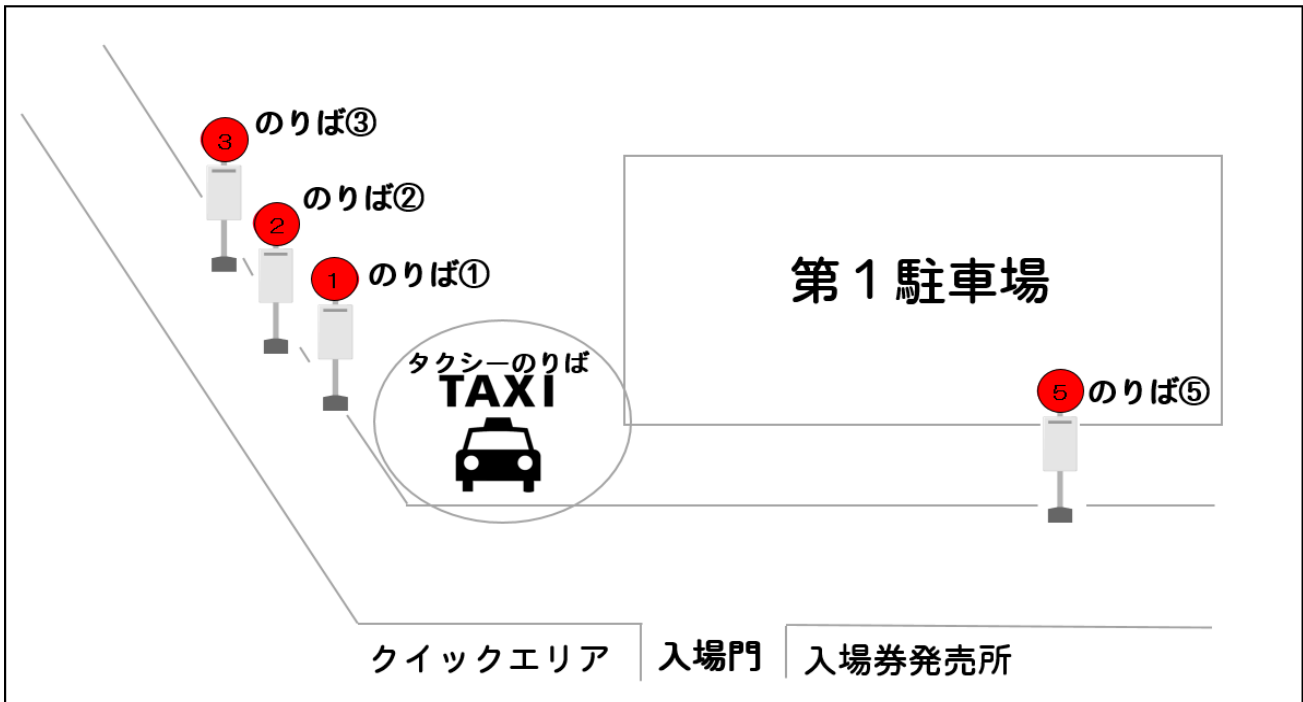 のりば③
3
のりば②
2
のりば①
1
第１駐車場
タクシーのりば
TAXI
5
のりば⑤
クイックエリア
入場門
入場券発売所